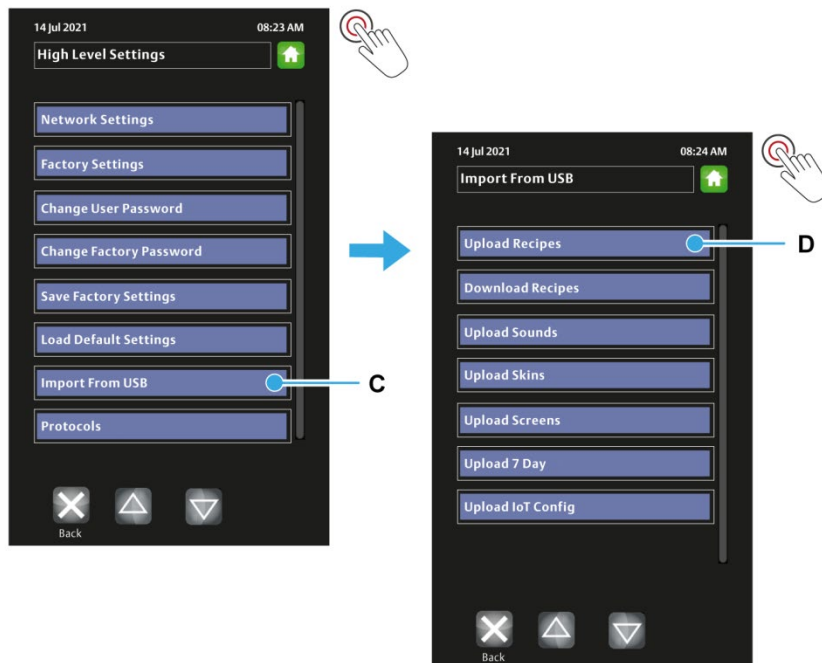 14 Jul 2021 08:23 AM
High Level Settings
Network Settings
Factory Settings
Change User Password
Change Factory Password
Save Factory Settings
Load Default Settings
Import From USB
C
Protocols
Back
14 Jul 2021 08:24 AM
Import From USB
Upload Recipes
D
Download Recipes
Upload Sounds
Upload Skins
Upload Screens
Upload 7 Day
Upload IoT Config
Back